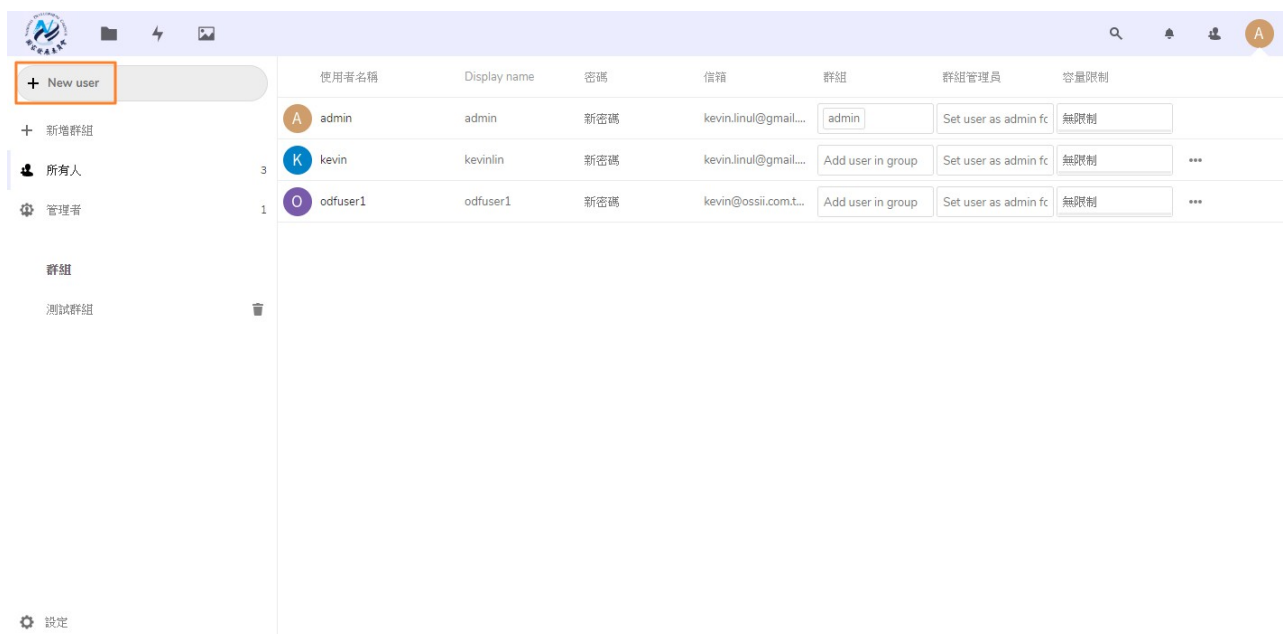 A
New user
使用者名稱 Display name 密碼 信箱 群組 群組管理員 容量限制
新增群組
A admin admin 新密碼 kevin.linul@gmail.... admin Set user as admin fo 無限制
所有人 3
K kevin kevinlin 新密碼 kevin.linul@gmail.... Add user in group Set user as admin fo 無限制
管理者 1
O odfuser1 odfuser1 新密碼 kevin@ossii.com.t... Add user in group Set user as admin fo 無限制
群組
測試群組
設定